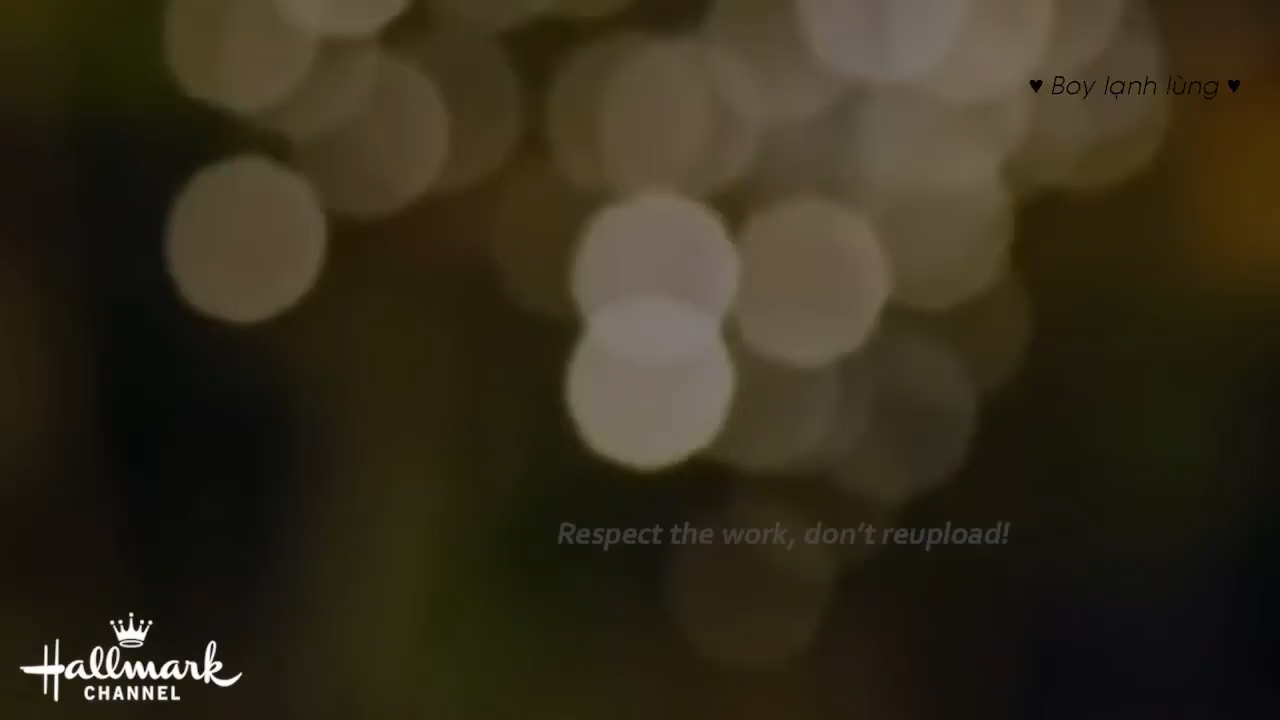 ♥ Boy lạnh lùng ♥
Respect the work, don't reupload!
Hallmark
CHANNEL